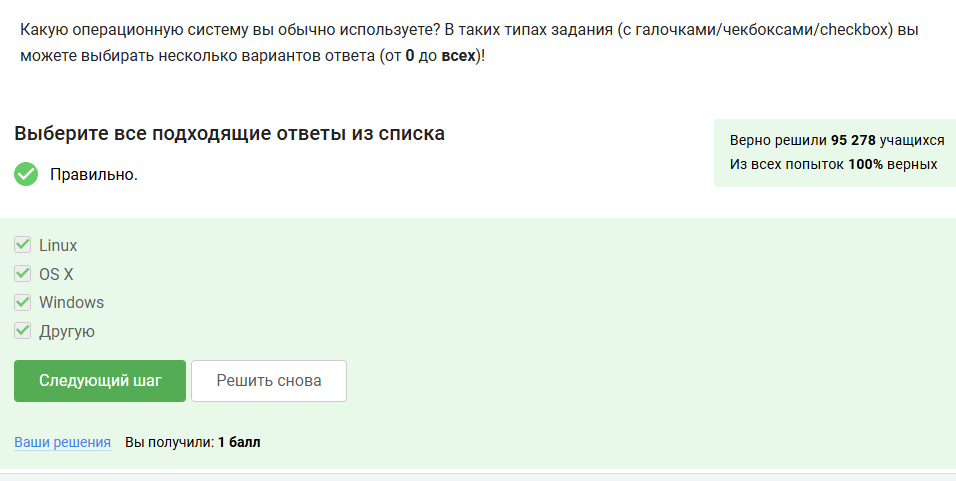 Какую операционную систему вы обычно используете? В таких типах задания (с галочками/чекбоксами/checkbox) вы
можете выбирать несколько вариантов ответа (от 0 до всех)!
Выберите все подходящие ответы из списка
Верно решили 95 278 учащихся
Из всех попыток 100% верных
Правильно.
Linux
OS X
Windows
Другую
Следующий шаг
Решить снова
Ваши решения
Вы получили: 1 балл